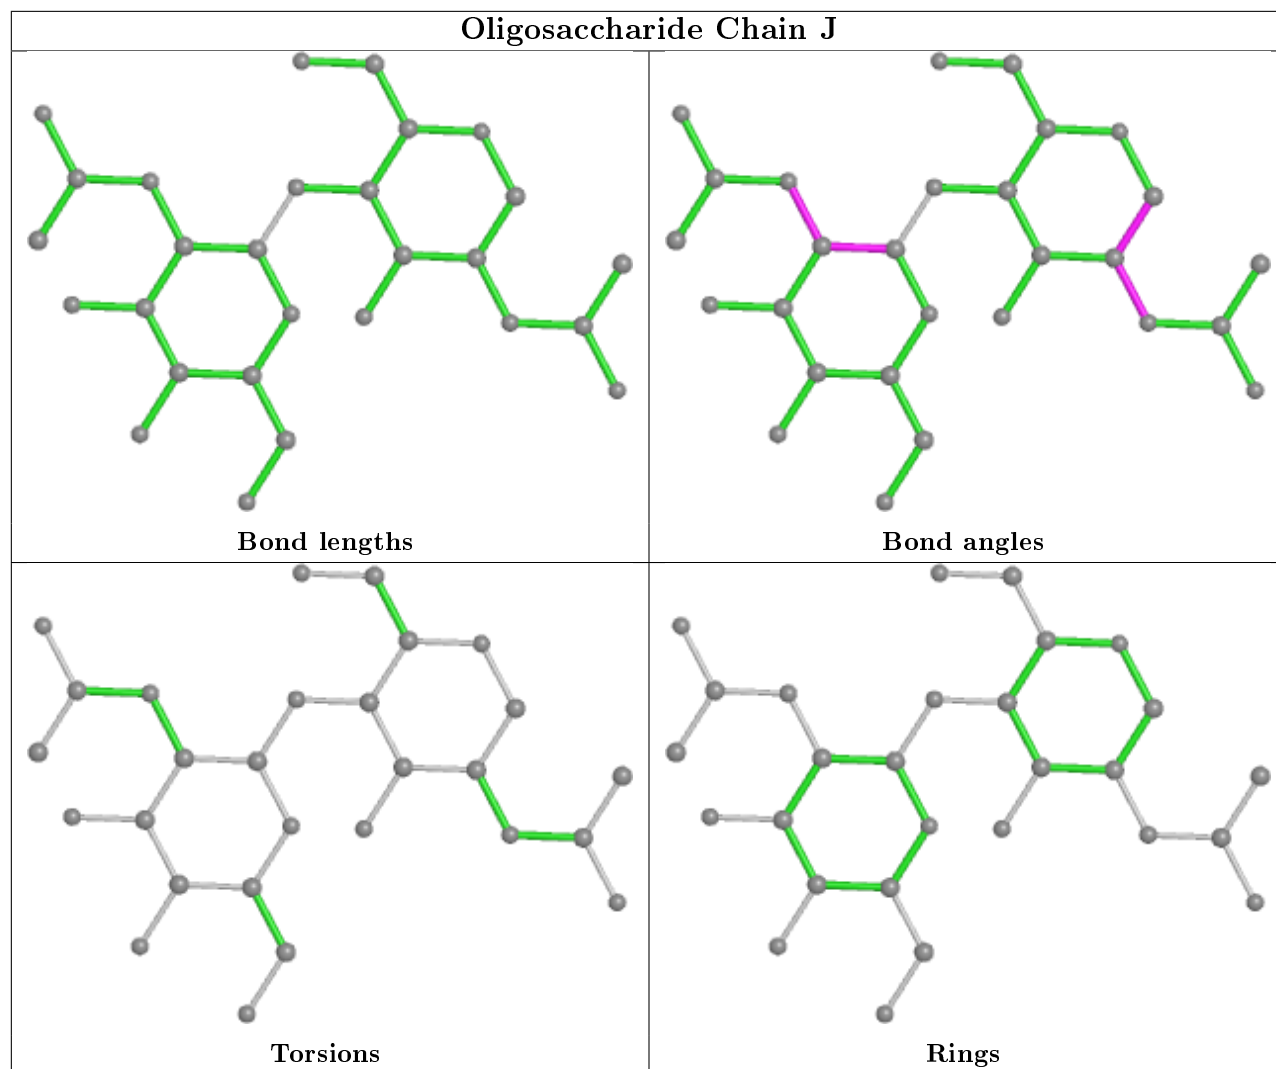 Oligosaccharide Chain J
Bond lengths
Bond angles
Torsions
Rings